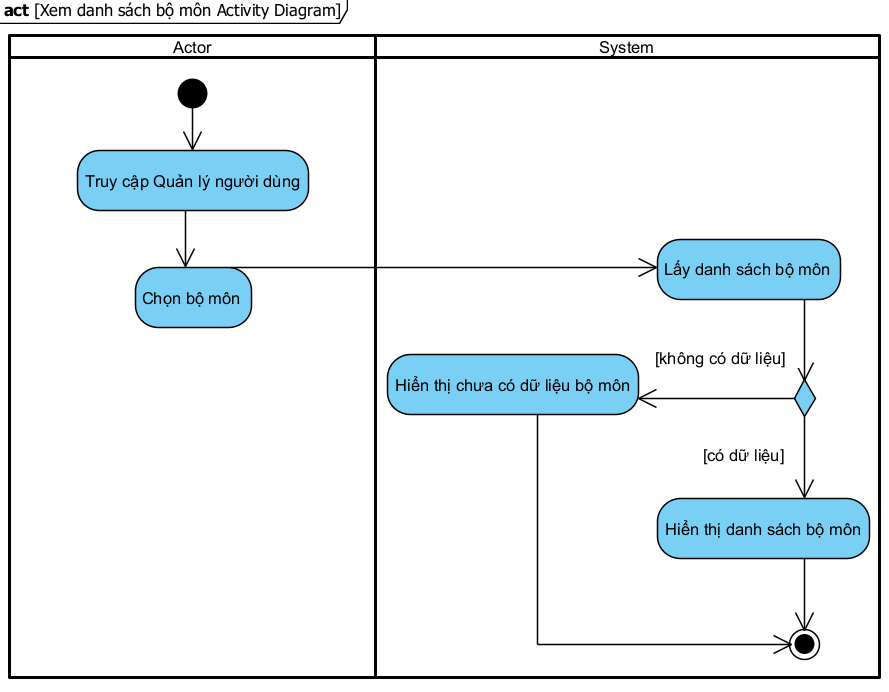 act [Xem danh sách bộ môn Activity Diagram]
Actor
System
Truy cập Quản lý người dùng
Lấy danh sách bộ môn
Chọn bộ môn
[không có dữ liệu]
Hiển thị chưa có dữ liệu bộ môn
[có dữ liệu]
Hiển thị danh sách bộ môn